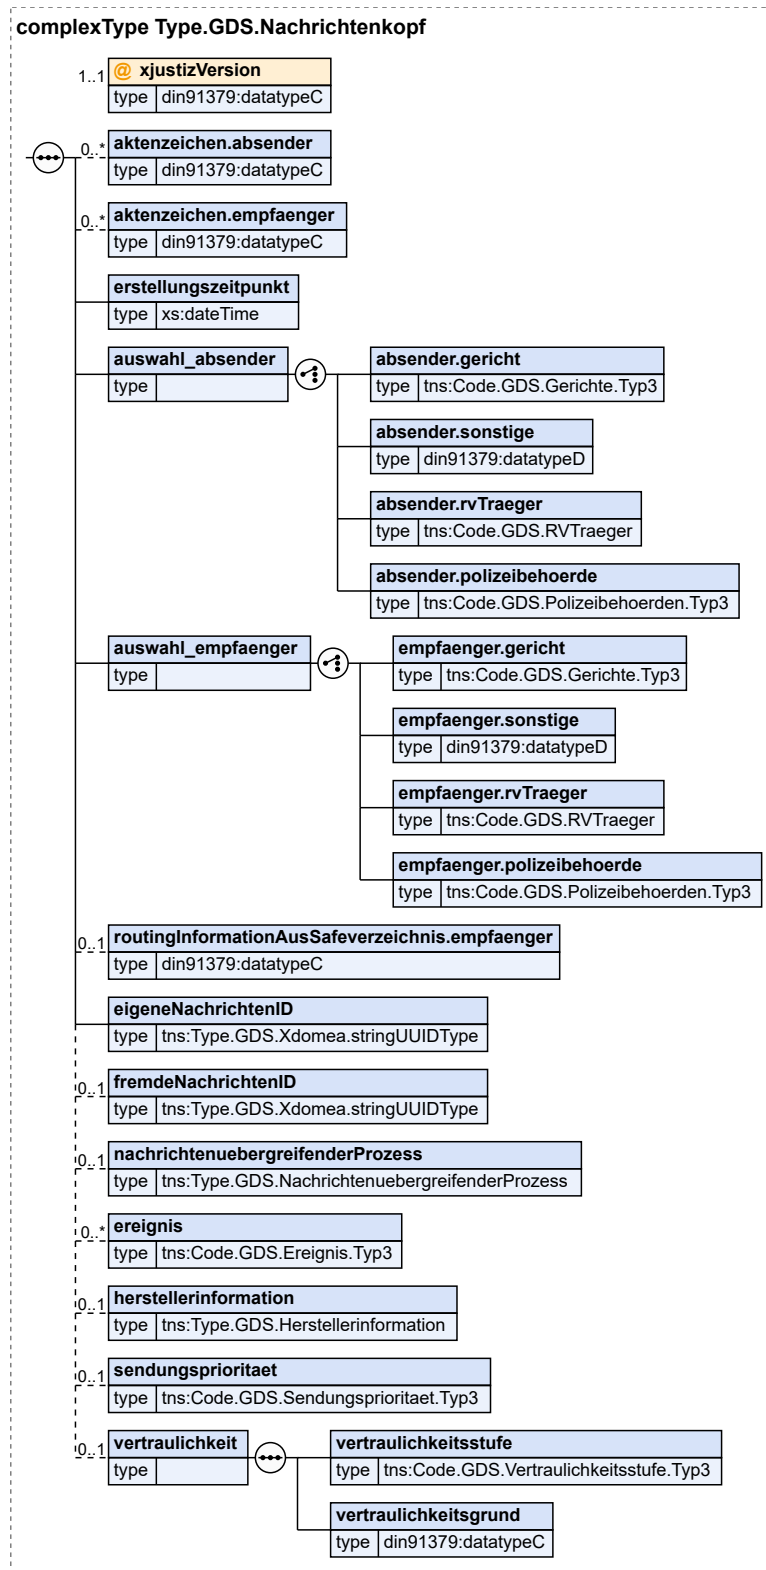 complexType Type.GDS.Nachrichtenkopf
1..1
@ xjustizVersion
type din91379:datatypeC
0..*
aktenzeichen.absender
type din91379:datatypeC
0..*
aktenzeichen.empfaenger
type din91379:datatypeC
erstellungszeitpunkt
type xs:dateTime
auswahl_absender
type
absender.gericht
type tns:Code.GDS.Gerichte.Typ3
absender.sonstige
type din91379:datatypeD
absender.rvTraeger
type tns:Code.GDS.RVTraeger
absender.polizeibehoerde
type tns:Code.GDS.Polizeibehoerden.Typ3
auswahl_empfaenger
type
empfaenger.gericht
type tns:Code.GDS.Gerichte.Typ3
empfaenger.sonstige
type din91379:datatypeD
empfaenger.rvTraeger
type tns:Code.GDS.RVTraeger
empfaenger.polizeibehoerde
type tns:Code.GDS.Polizeibehoerden.Typ3
0..1
routingInformationAusSafeverzeichnis.empfaenger
type din91379:datatypeC
eigeneNachrichtenID
type tns:Type.GDS.Xdomea.stringUUIDType
0..1
fremdeNachrichtenID
type tns:Type.GDS.Xdomea.stringUUIDType
0..1
nachrichtenuebergreifenderProzess
type tns:Type.GDS.NachrichtenuebergreifenderProzess
0..*
ereignis
type tns:Code.GDS.Ereignis.Typ3
0..1
herstellerinformation
type tns:Type.GDS.Herstellerinformation
0..1
sendungsprioritaet
type tns:Code.GDS.Sendungsprioritaet.Typ3
0..1
vertraulichkeit
type
vertraulichkeitsstufe
type tns:Code.GDS.Vertraulichkeitsstufe.Typ3
vertraulichkeitsgrund
type din91379:datatypeC